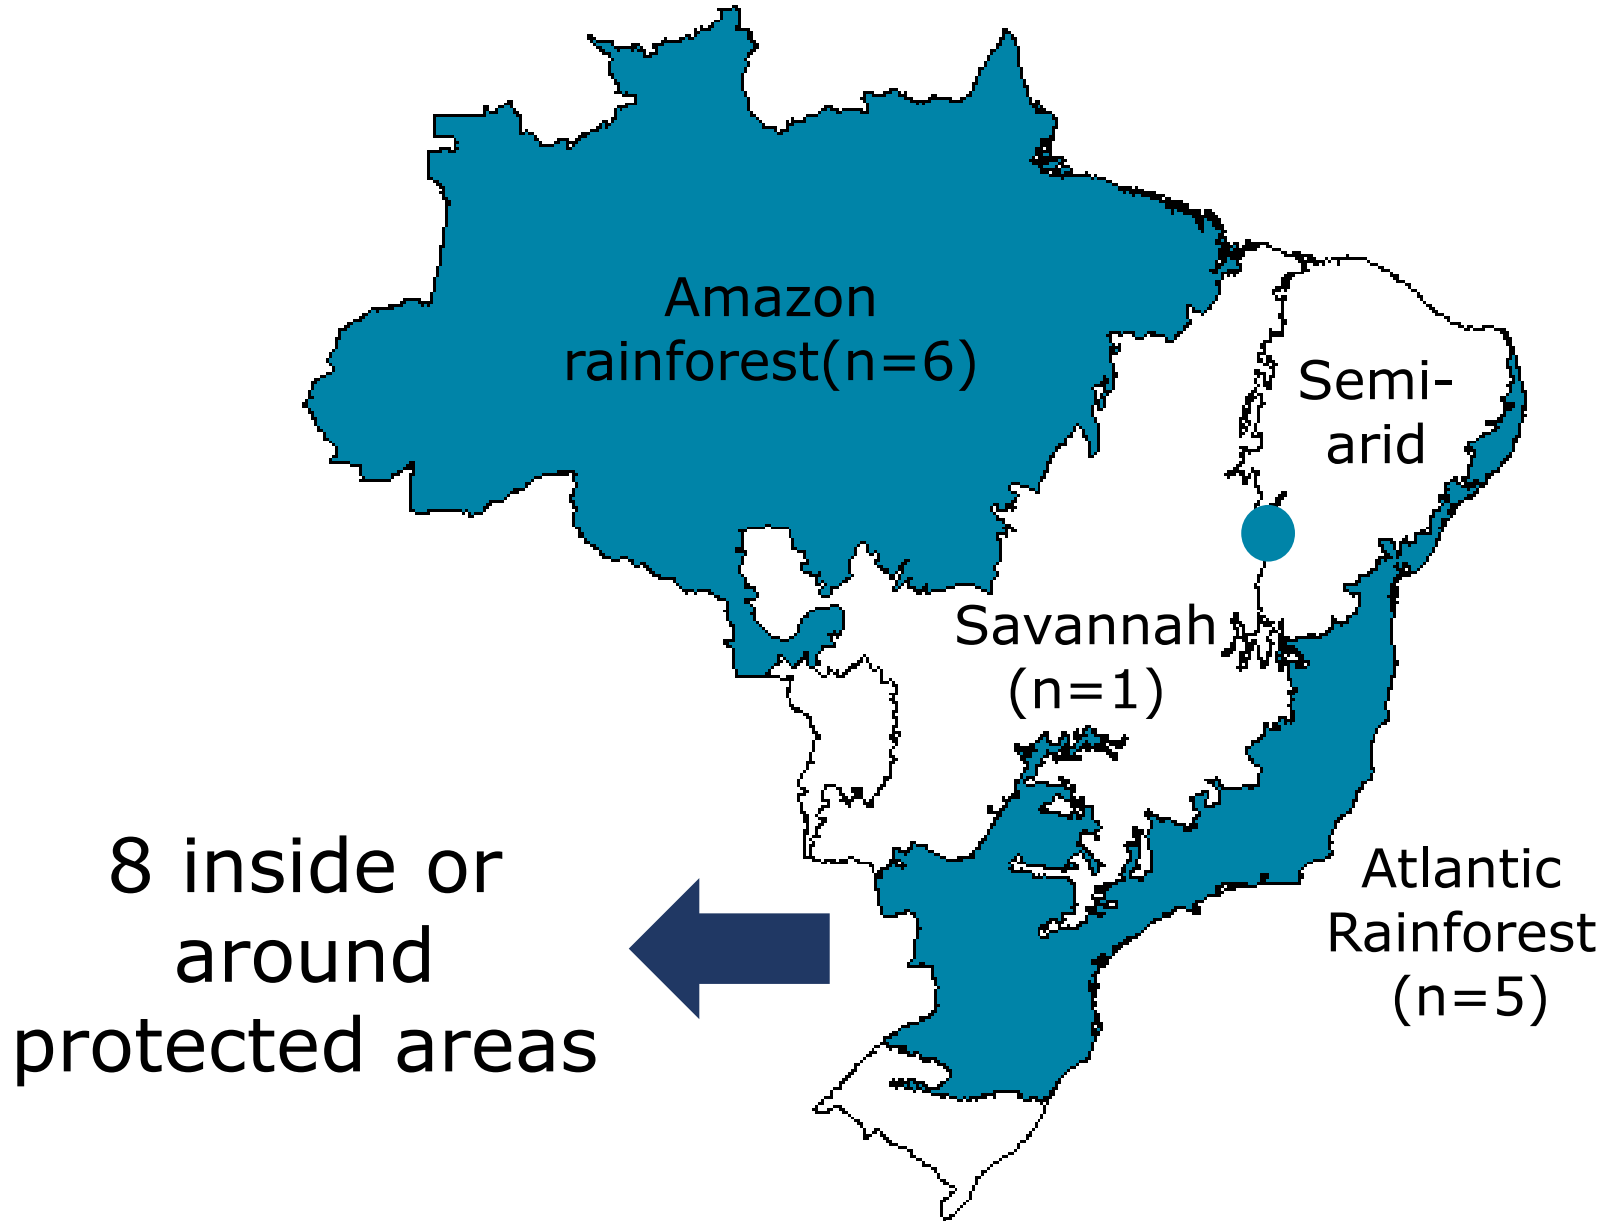 Amazon
rainforest(n=6)
Semi-
arid
Savannah
(n=1)
8 inside or
around
protected areas
Atlantic
Rainforest
(n=5)